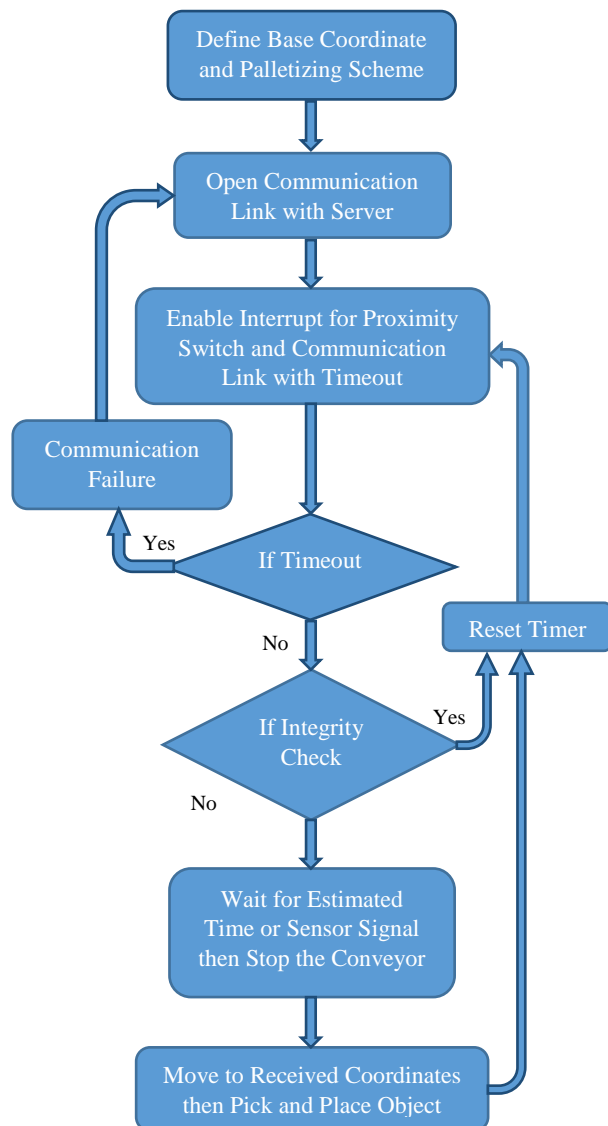 Define Base Coordinate
and Palletizing Scheme
Open Communication
Link with Server
Enable Interrupt for Proximity
Switch and Communication
Link with Timeout
Communication
Failure
Yes
If Timeout
No
Reset Timer
If Integrity
Check
Yes
No
Wait for Estimated
Time or Sensor Signal
then Stop the Conveyor
Move to Received Coordinates
then Pick and Place Object